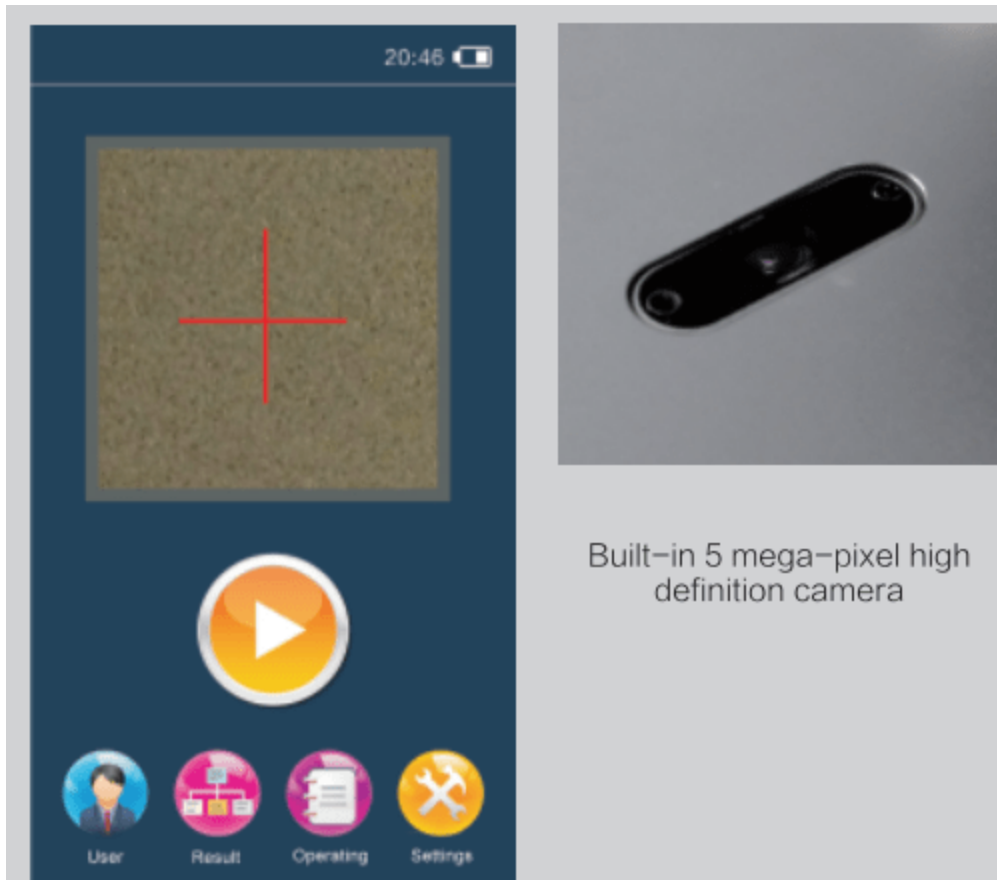 20:46
Built-in 5 mega-pixel high
definition camera
User
Result
Operating
Settings